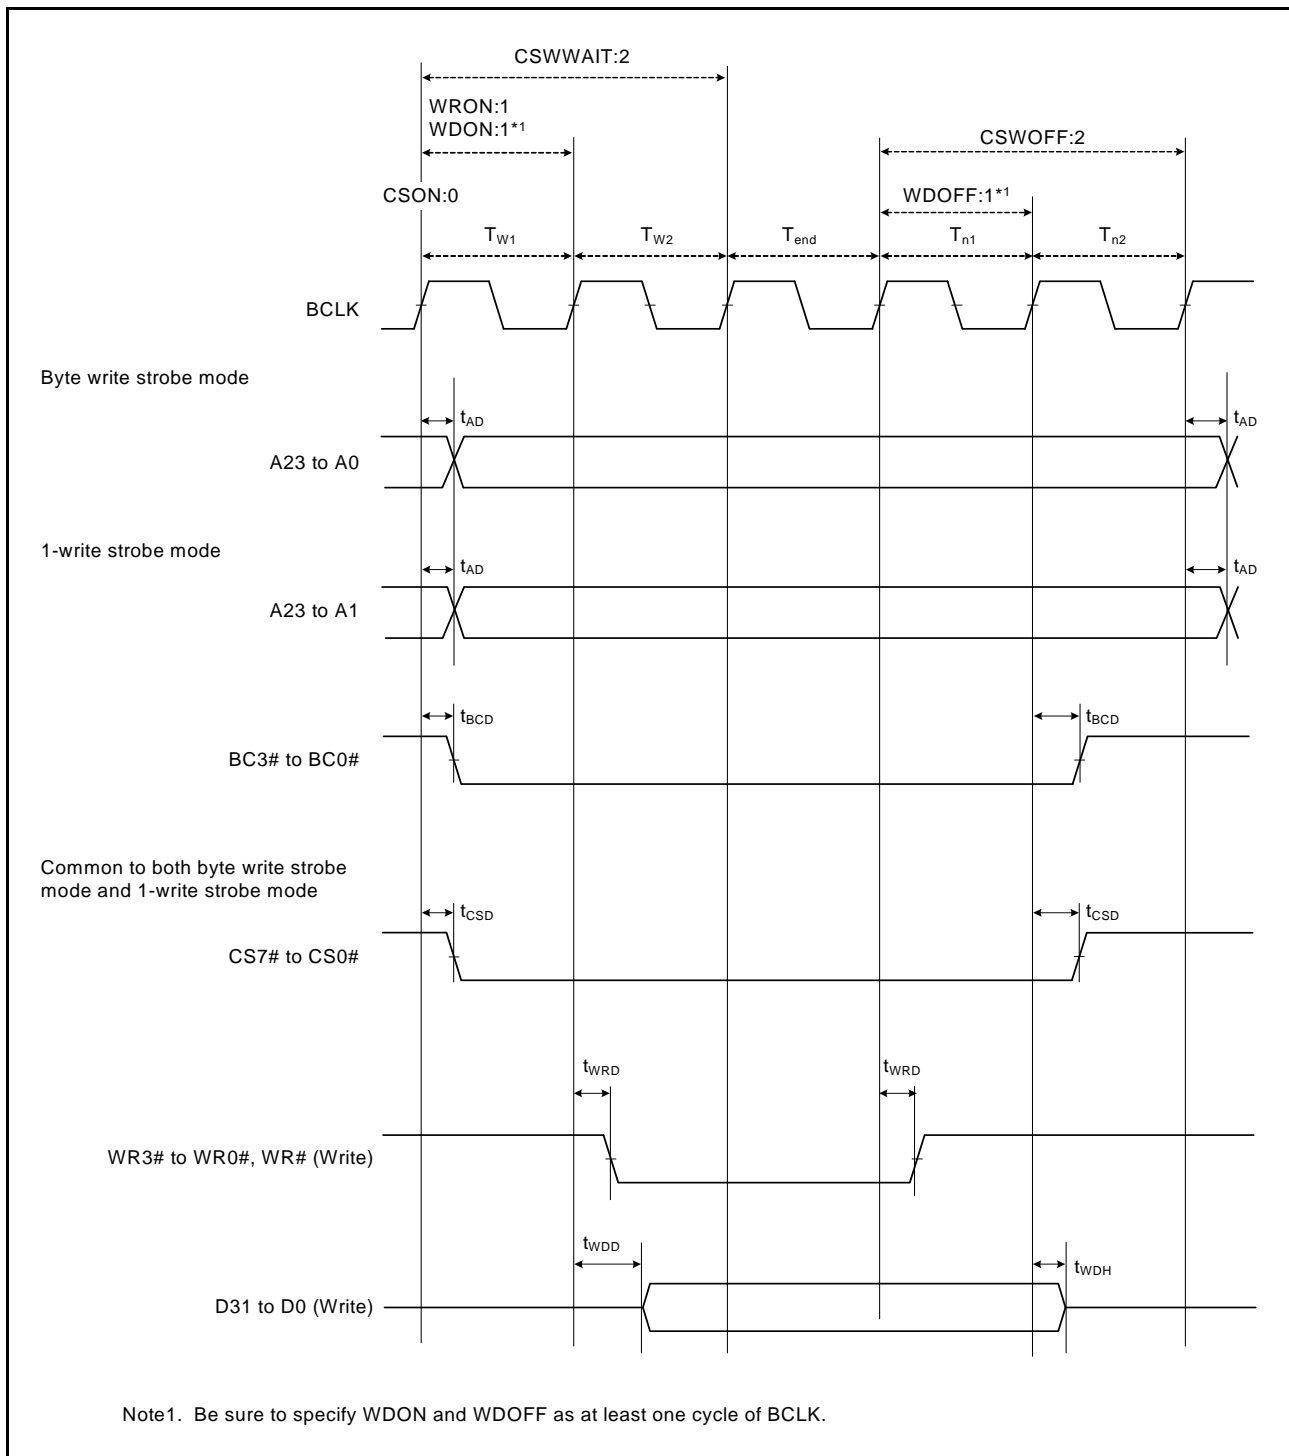 CSWWAIT:2
WRON:1
WDON:1*1
CSWOFF:2
CSON:0
WDOFF:1*1
TW1
TW2
Tend
Tn1
Tn2
BCLK
Byte write strobe mode
tAD
tAD
A23 to A0
1-write strobe mode
tAD
tAD
A23 to A1
tBCD
tBCD
BC3# to BC0#
Common to both byte write strobe
mode and 1-write strobe mode
tCSD
tCSD
CS7# to CS0#
tWRD
tWRD
WR3# to WR0#, WR# (Write)
tWDD
tWDH
D31 to D0 (Write)
Note1. Be sure to specify WDON and WDOFF as at least one cycle of BCLK.